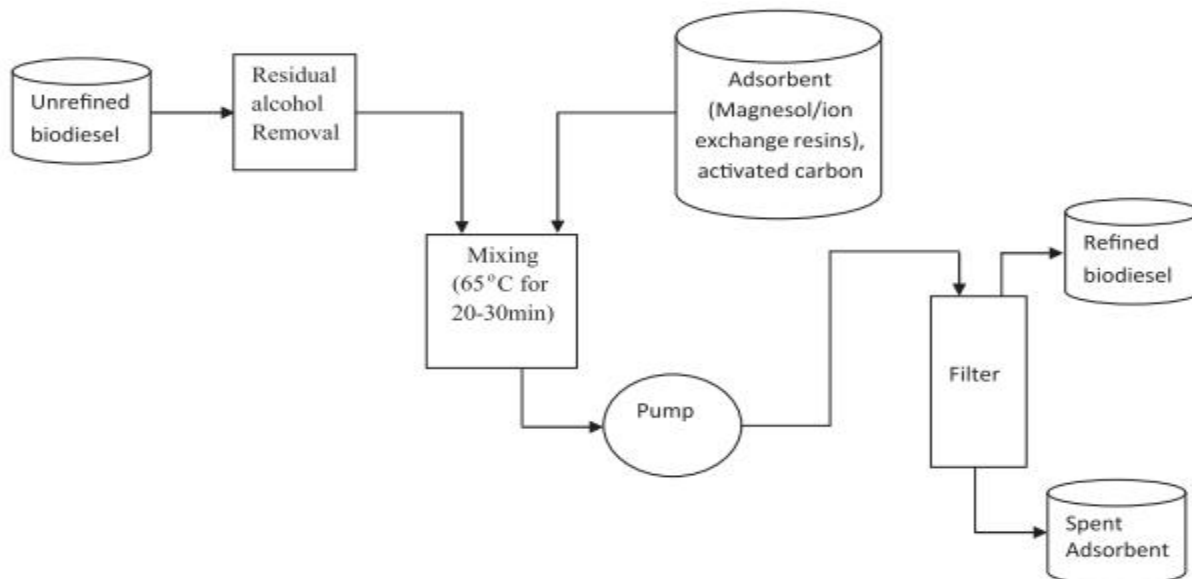 Unrefined
biodiesel
Residual
alcohol
Removal
Adsorbent
(Magnesol/ion
exchange resins),
activated carbon
Mixing
(65°C for
20-30min)
Pump
Filter
Refined
biodiesel
Spent
Adsorbent